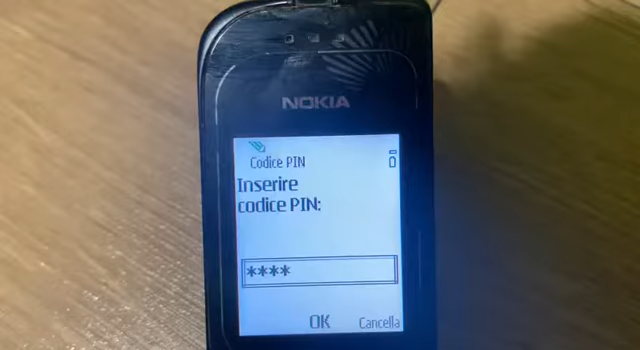 NOKIA
Codice PIN
Inserire
codice PIN:
****
OK Cancella